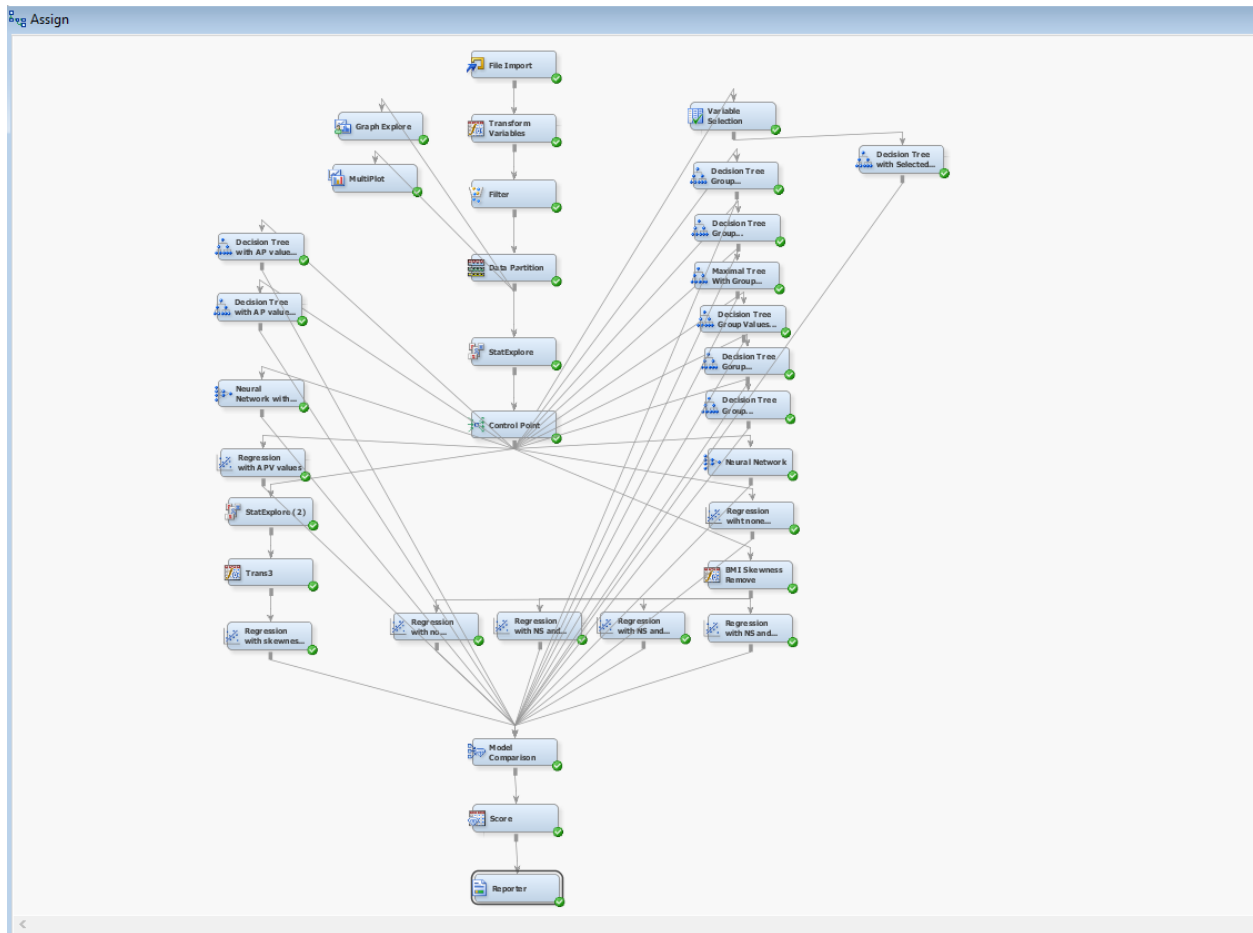 Assign
File Import
Graph Explore
Transform
Variables
Variable
Selection
MultiPlot
Filter
Decision Tree
Group...
Decision Tree
with Selected...
Decision Tree
with AP value...
Data Partition
Decision Tree
Group...
Maximal Tree
With Group...
Decision Tree
with AP value...
StatExplore
Decision Tree
Group Values...
Decision Tree
Gorup...
Neural
Network with...
Control Point
Decision Tree
Group...
Regression
with APV values
Neural Network
StatExplore (2)
Regression
wiht none...
Trans3
BMI Skewness
Remove
Regression
with skewnes...
Regression
with no...
Regression
with NS and...
Regression
with NS and...
Regression
with NS and...
Model
Comparison
Score
Reporter